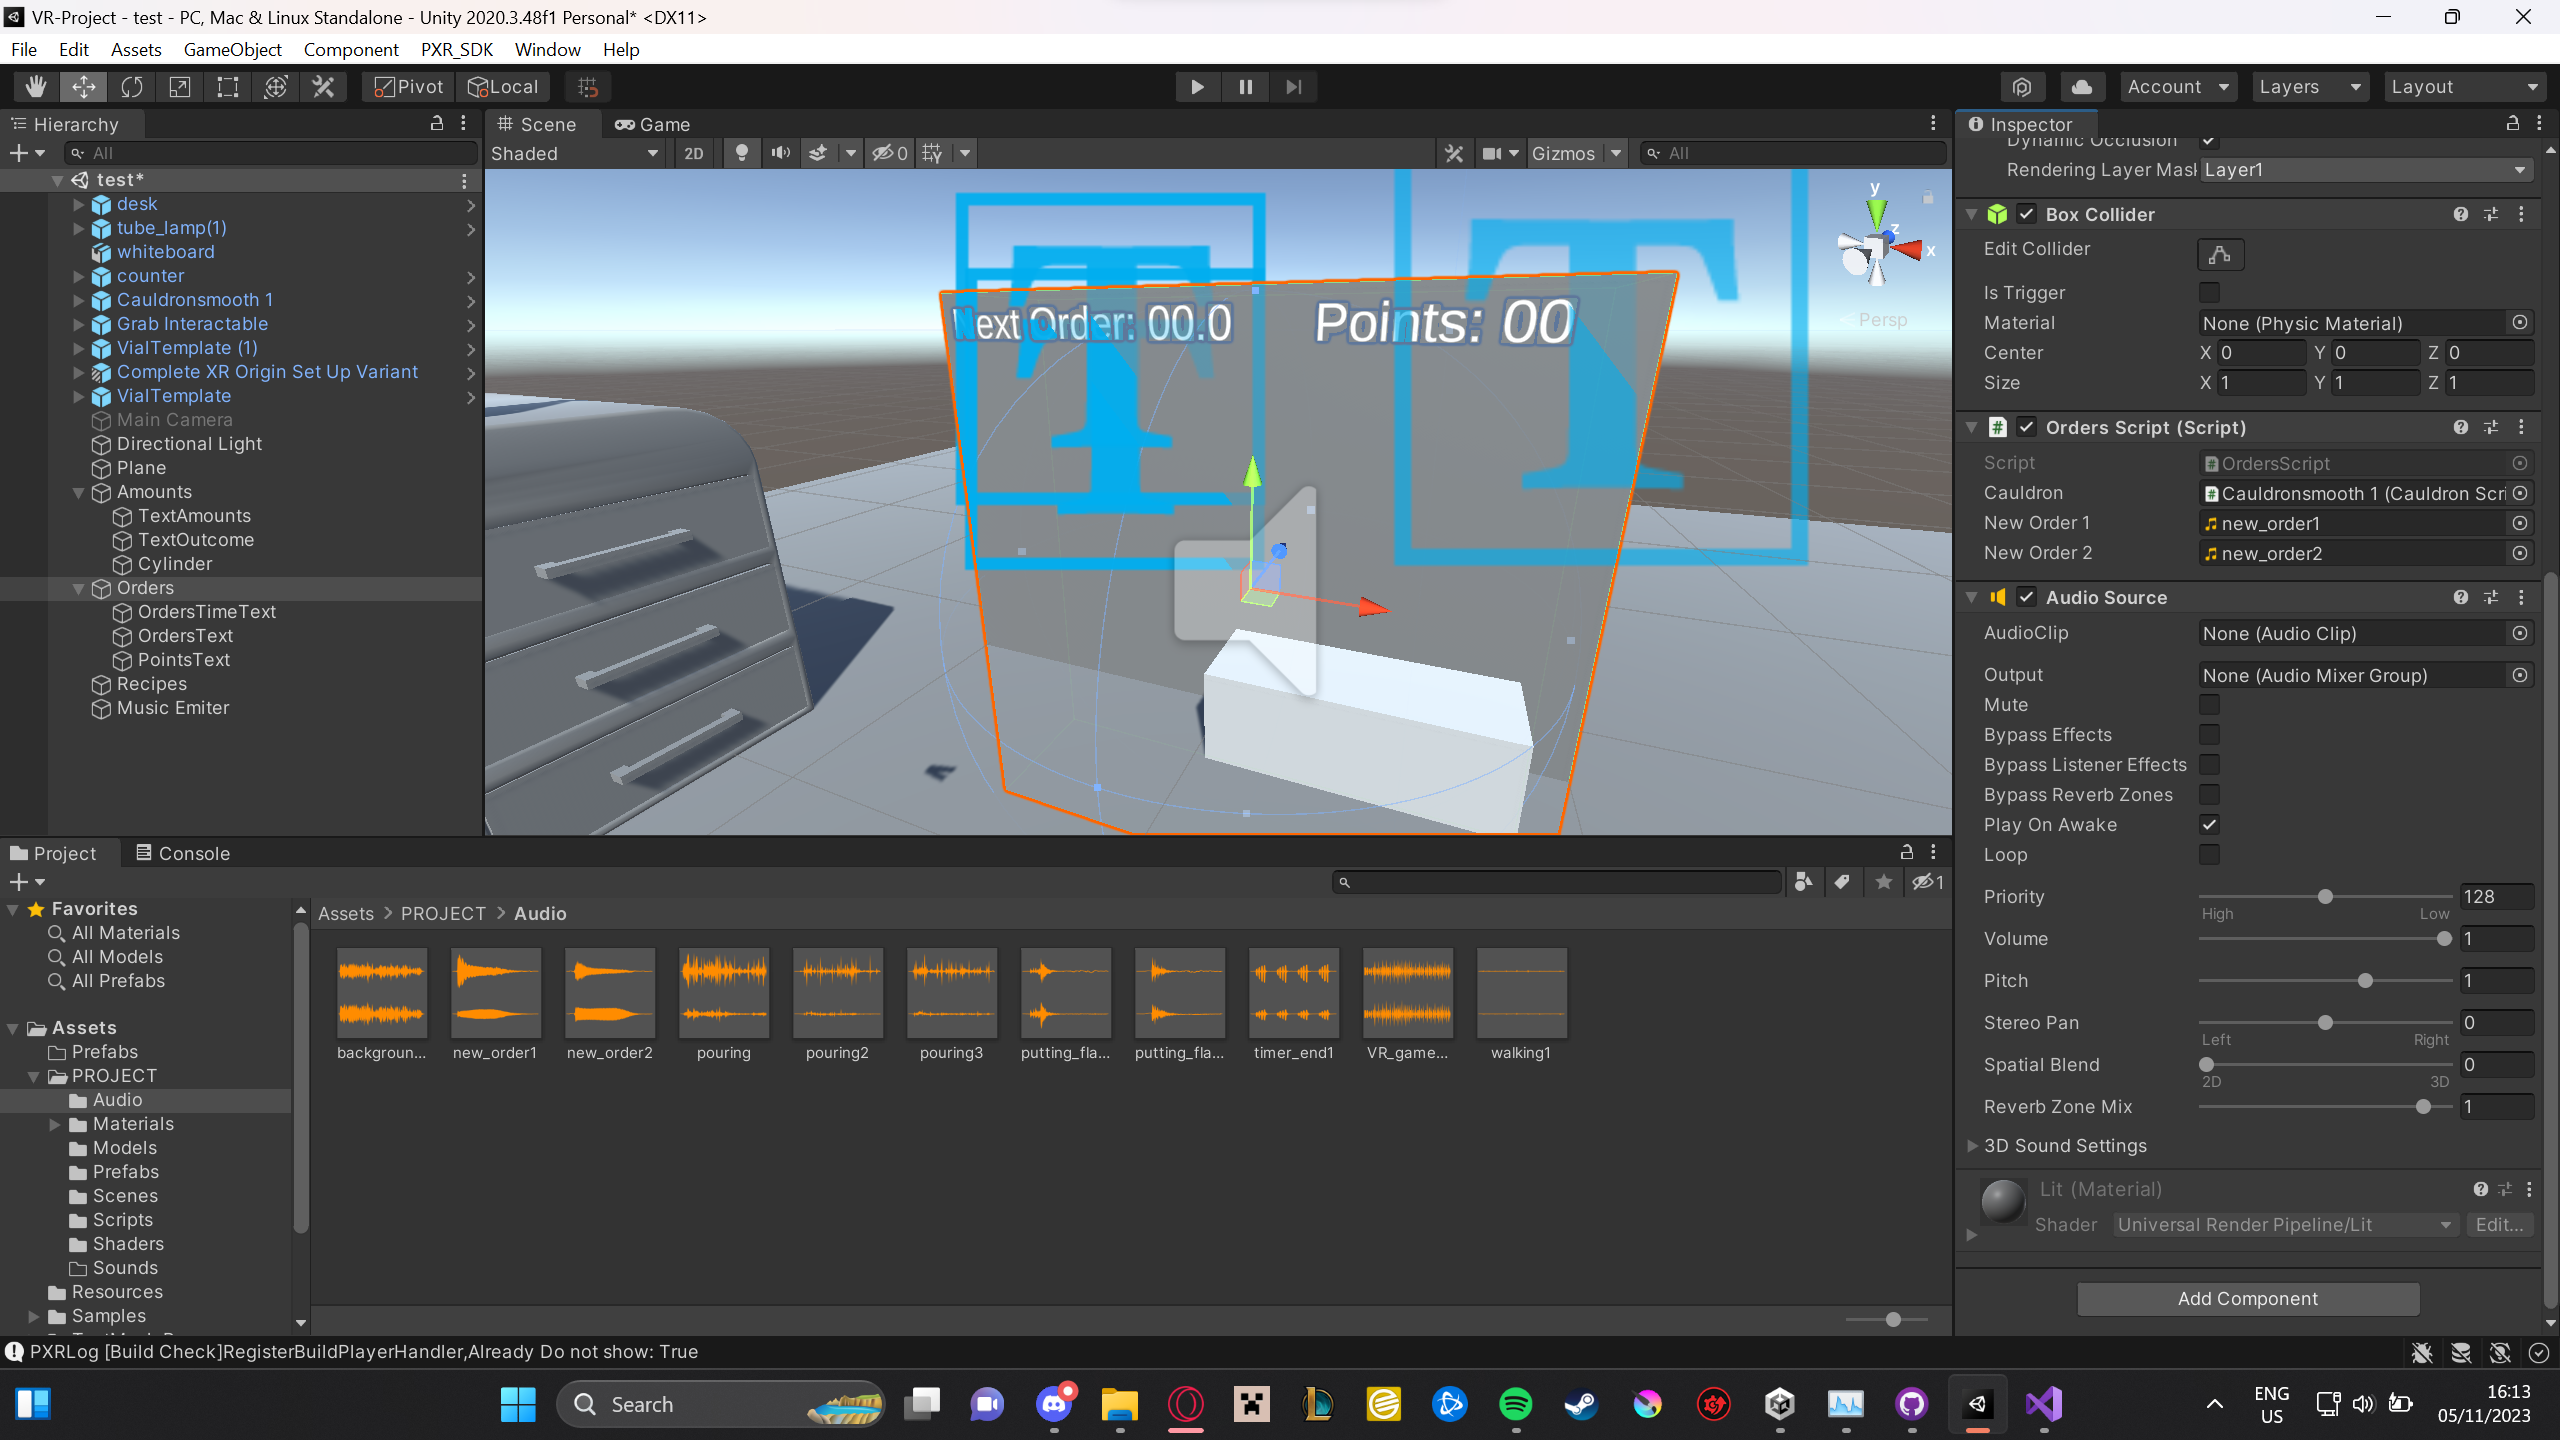 VR-Project - test - PC, Mac & Linux Standalone - Unity 2020.3.48f1 Personal* <DX11>
File Edit Assets GameObject Component PXR_SDK Window Help
Pivot Local Account Layers Layout
Hierarchy
All
test*
desk
tube_lamp(1)
whiteboard
counter
Cauldronsmooth 1
Grab Interactable
VialTemplate (1)
Complete XR Origin Set Up Variant
VialTemplate
Main Camera
Directional Light
Plane
Amounts
TextAmounts
TextOutcome
Cylinder
Orders
OrdersTimeText
OrdersText
PointsText
Recipes
Music Emiter
Scene Game
Shaded 2D 0 Gizmos All
y
z
x
Persp
Next Order: 00.0 Points: 00
T T
Inspector
Dynamic Occlusion
Rendering Layer Mask Layer1
Box Collider
Edit Collider
Is Trigger
Material None (Physic Material)
Center X 0 Y 0 Z 0
Size X 1 Y 1 Z 1
Orders Script (Script)
Script OrdersScript
Cauldron Cauldronsmooth 1 (Cauldron Scri
New Order 1 new_order1
New Order 2 new_order2
Audio Source
AudioClip None (Audio Clip)
Output None (Audio Mixer Group)
Mute
Bypass Effects
Bypass Listener Effects
Bypass Reverb Zones
Play On Awake
Loop
Priority 128
High Low
Volume 1
Pitch 1
Stereo Pan 0
Left Right
Spatial Blend 0
2D 3D
Reverb Zone Mix 1
3D Sound Settings
Lit (Material)
Shader Universal Render Pipeline/Lit Edit...
Add Component
Project Console
1
Favorites
All Materials
All Models
All Prefabs
Assets
Prefabs
PROJECT
Audio
Materials
Models
Prefabs
Scenes
Scripts
Shaders
Sounds
Resources
Samples
Assets > PROJECT > Audio
backgroun... new_order1 new_order2 pouring pouring2 pouring3 putting_fla... putting_fla... timer_end1 VR_game... walking1
PXRLog [Build Check]RegisterBuildPlayerHandler,Already Do not show: True
Search
ENG
US
16:13
05/11/2023